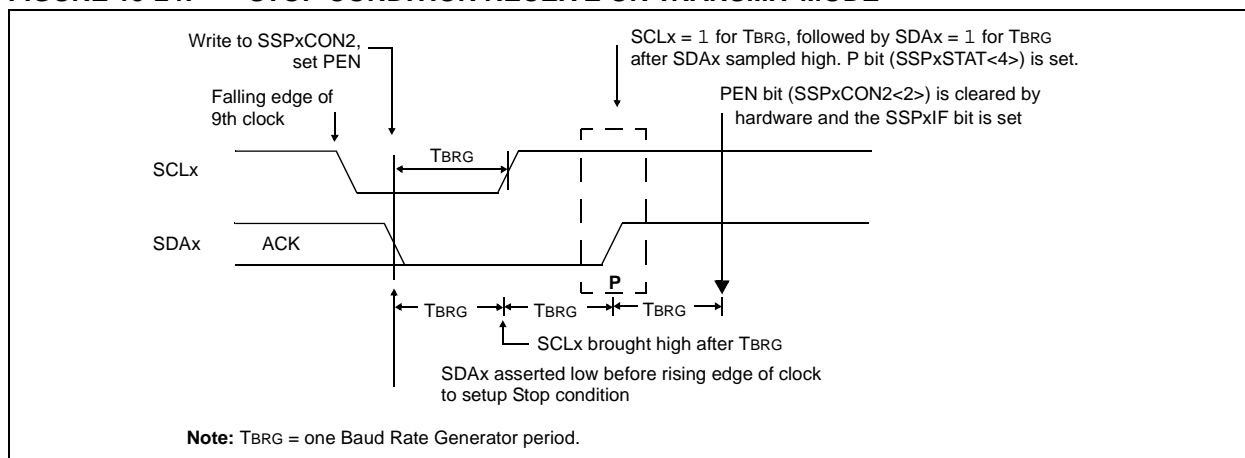 Write to SSPxCON2,
set PEN
SCLx = 1 for TBRG, followed by SDAx = 1 for TBRG
after SDAx sampled high. P bit (SSPxSTAT<4>) is set.
Falling edge of
9th clock
PEN bit (SSPxCON2<2>) is cleared by
hardware and the SSPxIF bit is set
TBRG
SCLx
SDAx
ACK
P
TBRG
TBRG
TBRG
SCLx brought high after TBRG
SDAx asserted low before rising edge of clock
to setup Stop condition
Note: TBRG = one Baud Rate Generator period.